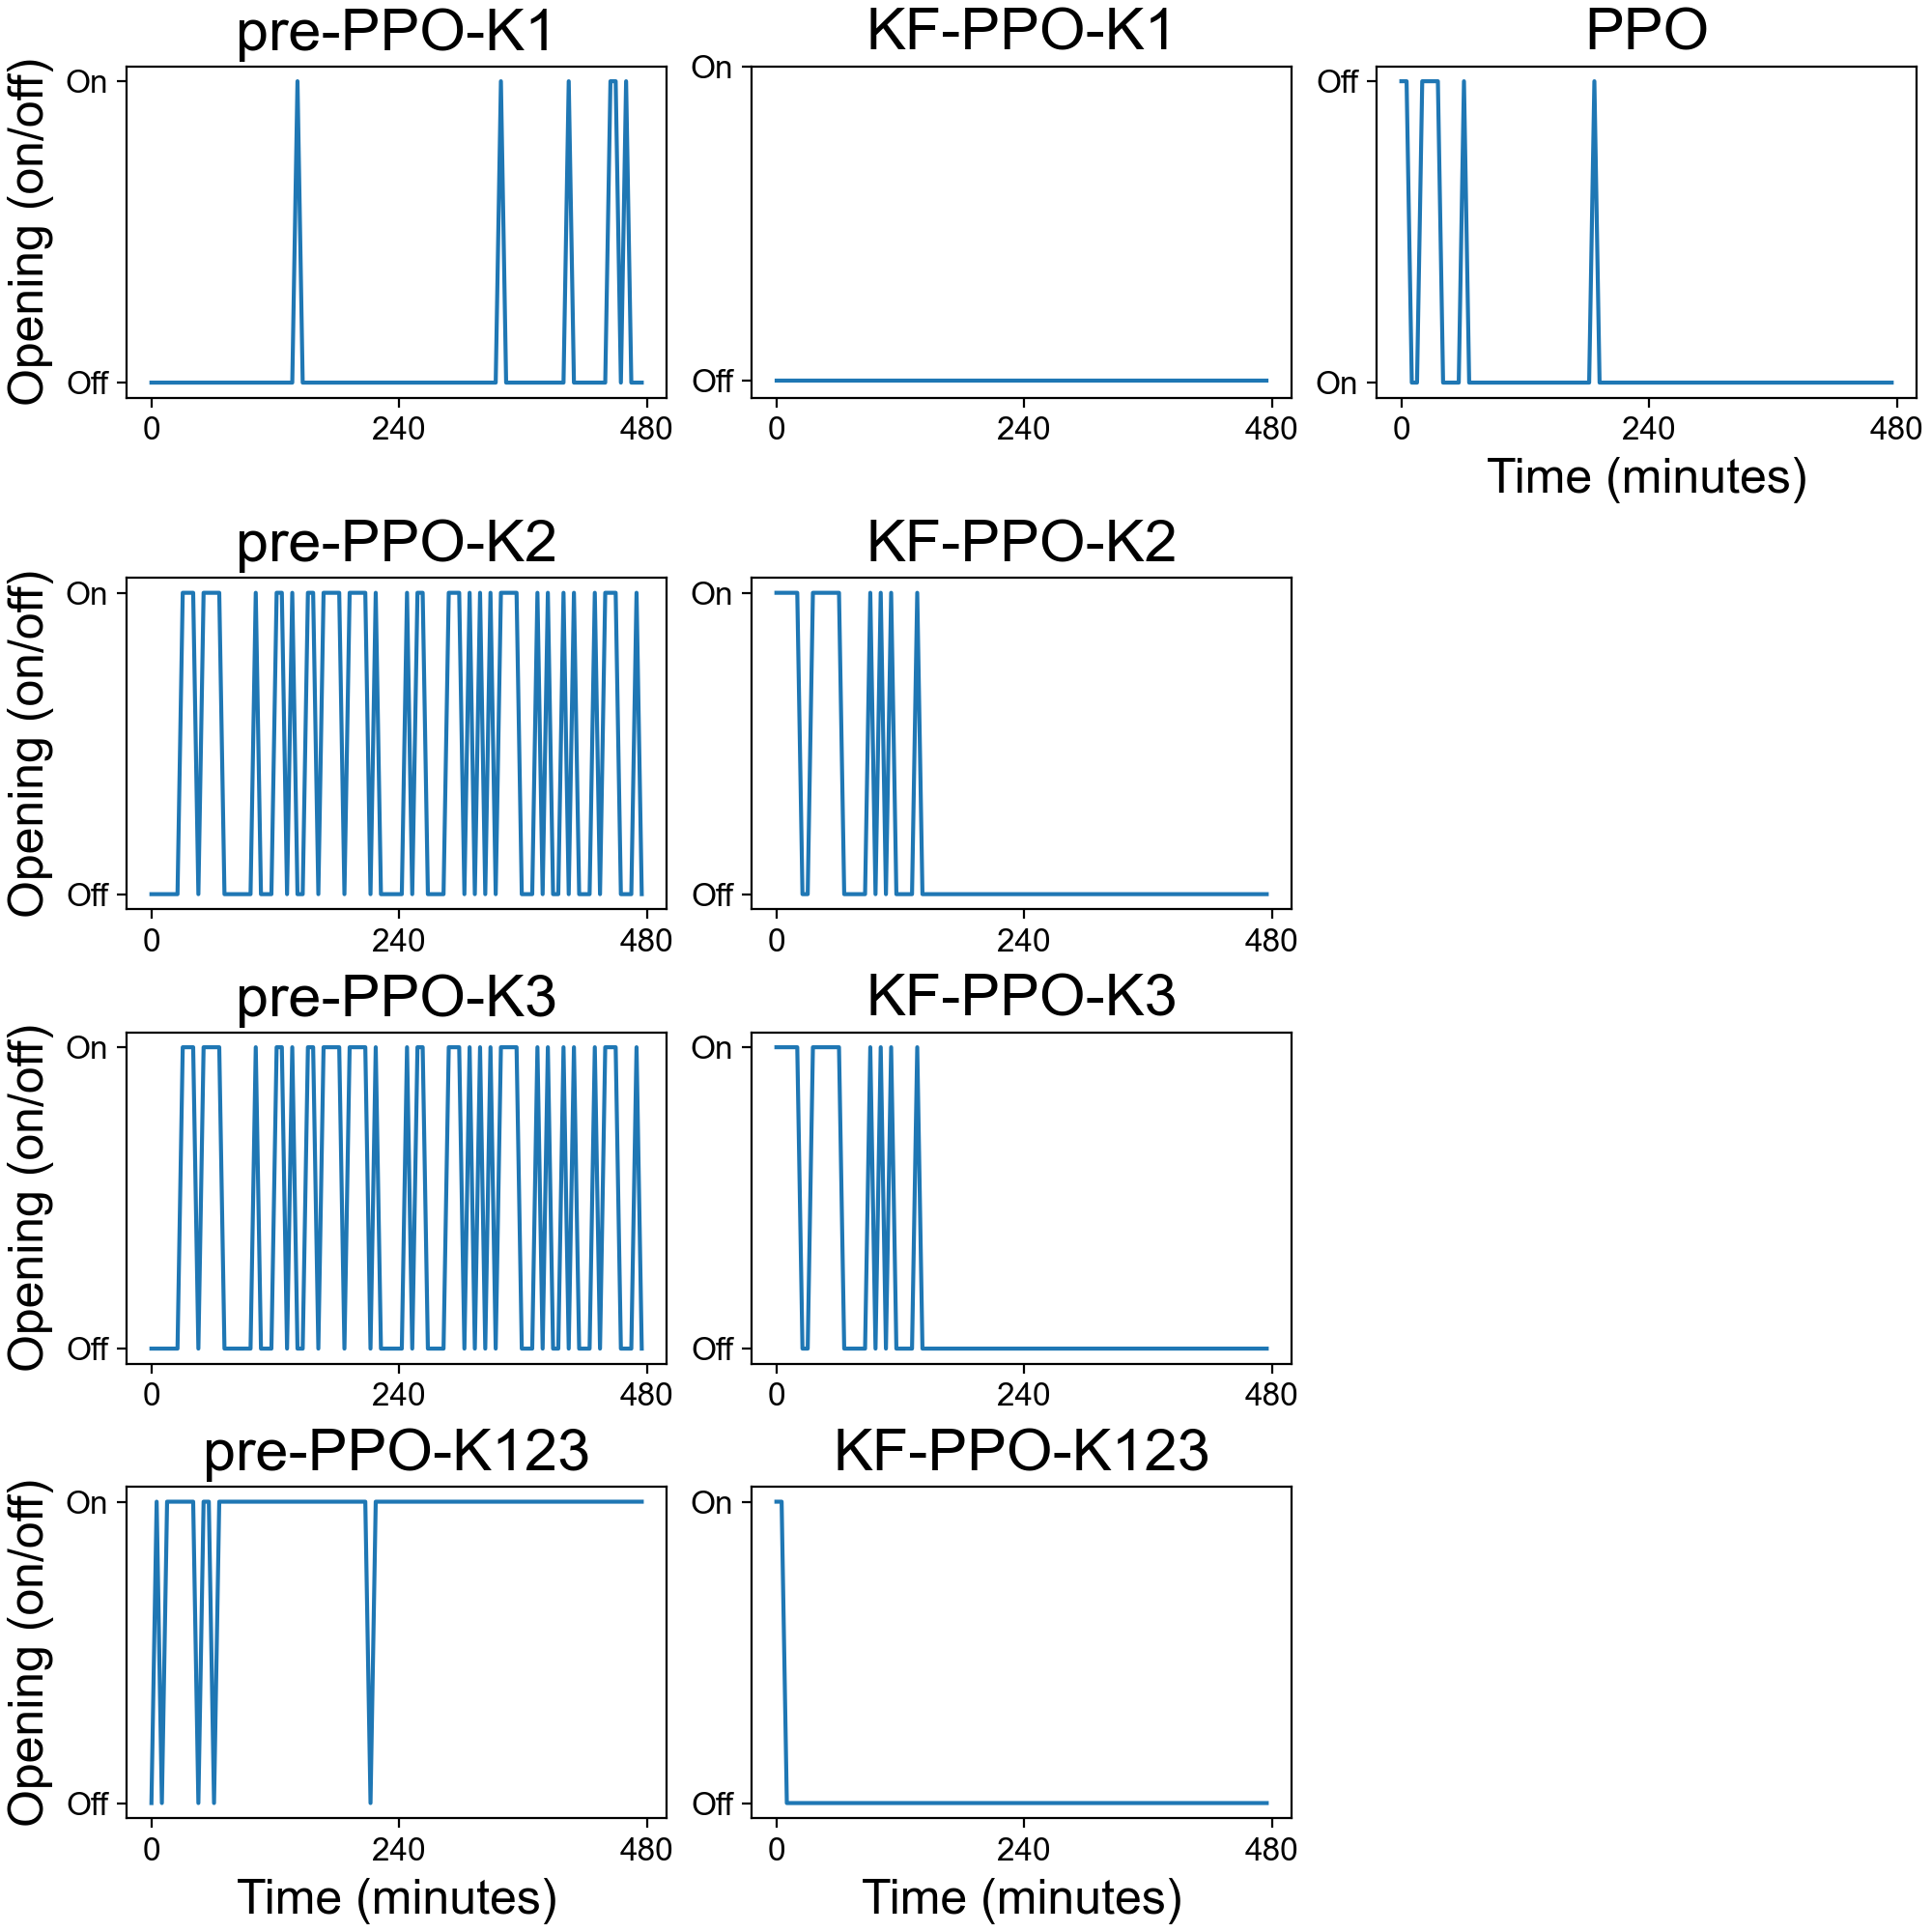 pre-PPO-K1
KF-PPO-K1
PPO
Opening (on/off)
On
Off
0 240 480
On
Off
0 240 480
Off
On
0 240 480
Time (minutes)
pre-PPO-K2
KF-PPO-K2
Opening (on/off)
On
Off
0 240 480
On
Off
0 240 480
pre-PPO-K3
KF-PPO-K3
Opening (on/off)
On
Off
0 240 480
On
Off
0 240 480
pre-PPO-K123
KF-PPO-K123
Opening (on/off)
On
Off
0 240 480
Time (minutes)
On
Off
0 240 480
Time (minutes)